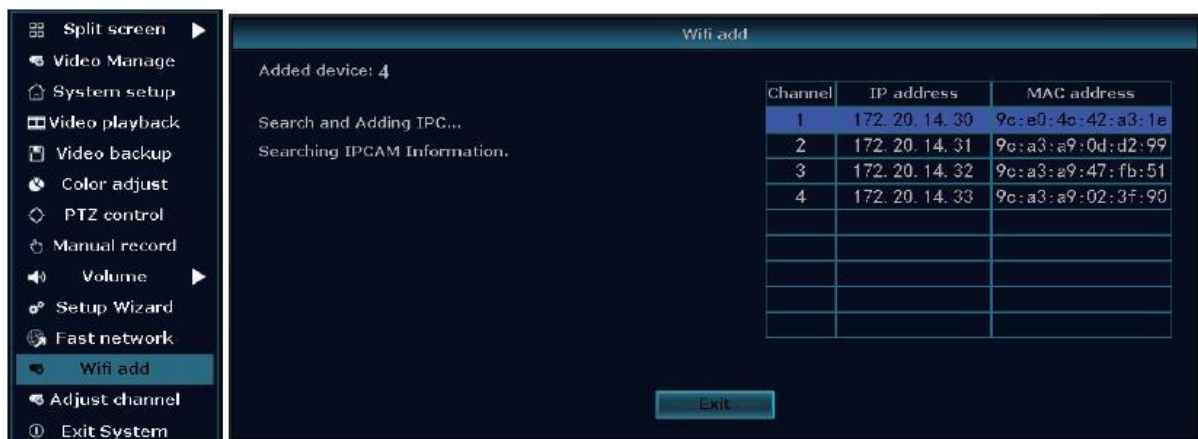 Split screen
Video Manage
System setup
Video playback
Video backup
Color adjust
PTZ control
Manual record
Volume
Setup Wizard
Fast network
Wifi add
Adjust channel
Exit System
Wifi add
Added device: 4
Search and Adding IPC...
Searching IPCAM Information.
Channel IP address MAC address
1 172. 20. 14. 30 9c:e0:4c:42:a3:1e
2 172. 20. 14. 31 9c:a3:a9:0d:d2:99
3 172. 20. 14. 32 9c:a3:a9:47:fb:51
4 172. 20. 14. 33 9c:a3:a9:02:3f:90
Exit